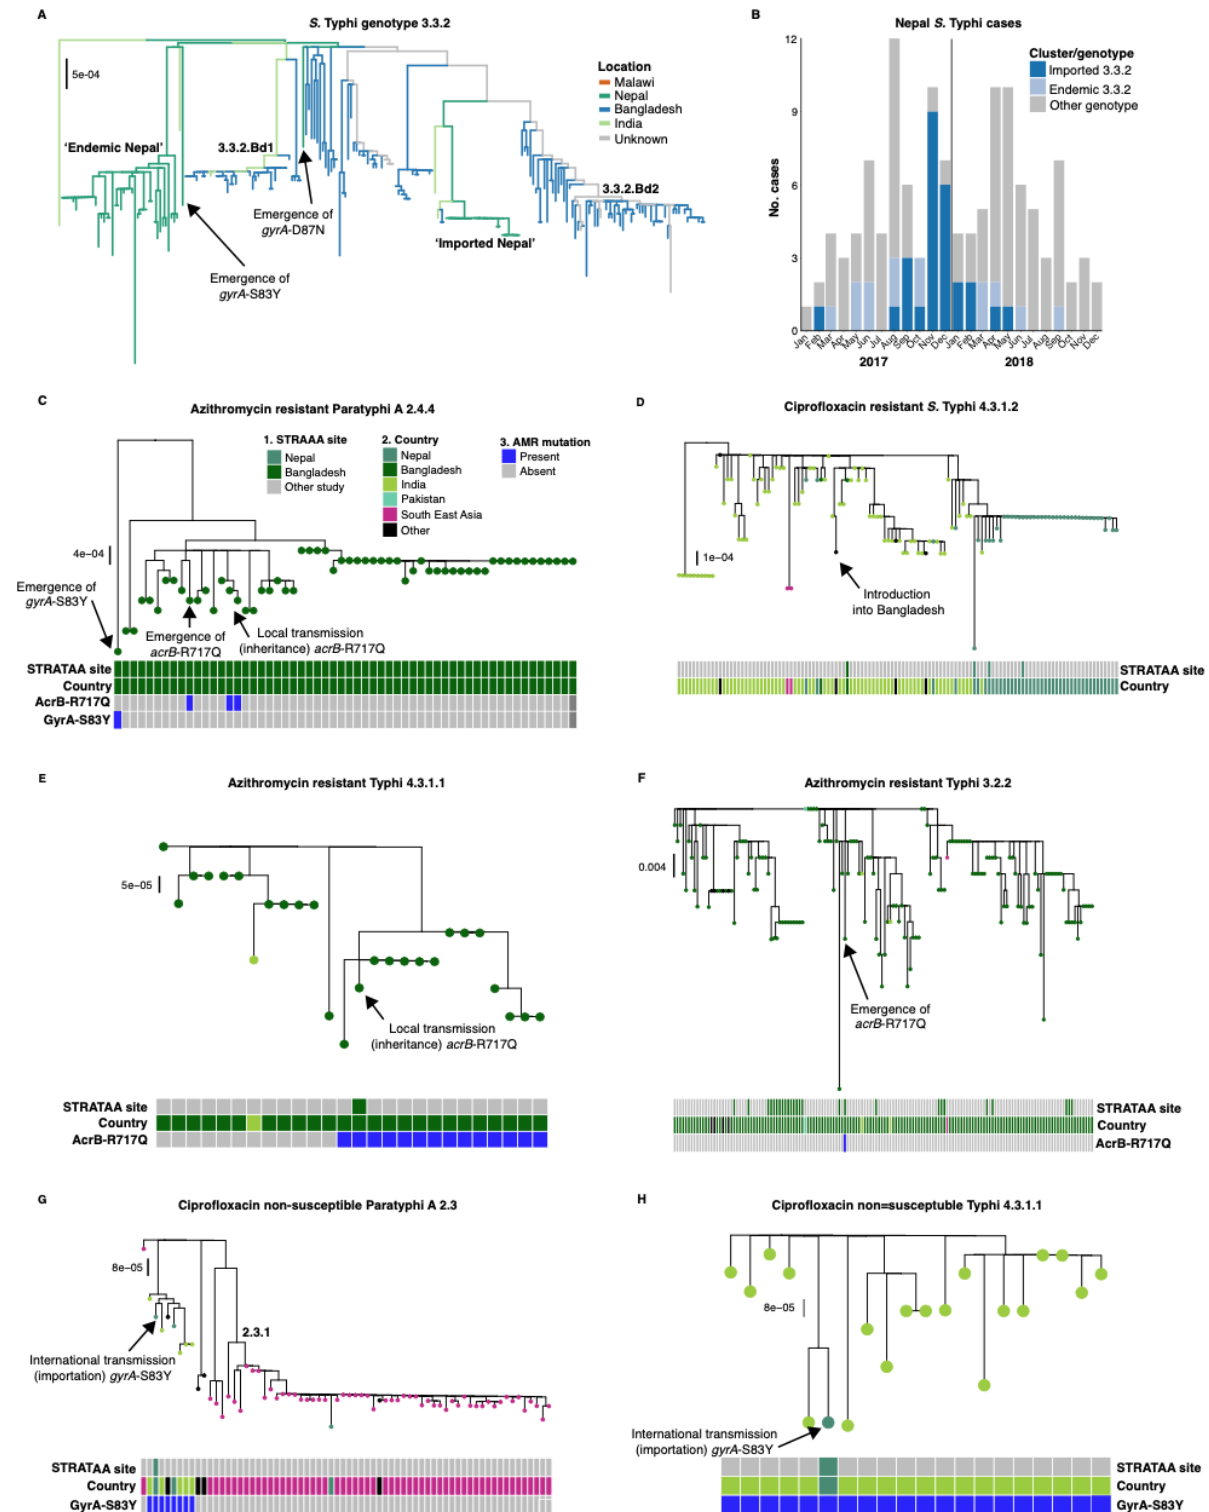 A
S. Typhi genotype 3.3.2
5e-04
Location
Malawi
Nepal
Bangladesh
India
Unknown
'Endemic Nepal'
3.3.2.Bd1
Emergence of
gyrA-D87N
Emergence of
gyrA-S83Y
'Imported Nepal'
3.3.2.Bd2
B
Nepal S. Typhi cases
Cluster/genotype
Imported 3.3.2
Endemic 3.3.2
Other genotype
No. cases
12
9
6
3
0
Jan Feb Mar Apr May Jun Jul Aug Sep Oct Nov Dec Jan Feb Mar Apr May Jun Jul Aug Sep Oct Nov Dec
2017 2018
C
Azithromycin resistant Paratyphi A 2.4.4
1. STRAAA site
Nepal
Bangladesh
Other study
2. Country
Nepal
Bangladesh
India
Pakistan
South East Asia
Other
3. AMR mutation
Present
Absent
4e-04
Emergence of
gyrA-S83Y
Emergence of
acrB-R717Q
Local transmission
(inheritance) acrB-R717Q
STRATAA site
Country
AcrB-R717Q
GyrA-S83Y
D
Ciprofloxacin resistant S. Typhi 4.3.1.2
1e-04
Introduction
into Bangladesh
STRATAA site
Country
E
Azithromycin resistant Typhi 4.3.1.1
5e-05
Local transmission
(inheritance) acrB-R717Q
STRATAA site
Country
AcrB-R717Q
F
Azithromycin resistant Typhi 3.2.2
0.004
Emergence of
acrB-R717Q
STRATAA site
Country
AcrB-R717Q
G
Ciprofloxacin non-susceptible Paratyphi A 2.3
8e-05
2.3.1
International transmission
(importation) gyrA-S83Y
STRATAA site
Country
GyrA-S83Y
H
Ciprofloxacin non=susceptuble Typhi 4.3.1.1
8e-05
International transmission
(importation) gyrA-S83Y
STRATAA site
Country
GyrA-S83Y